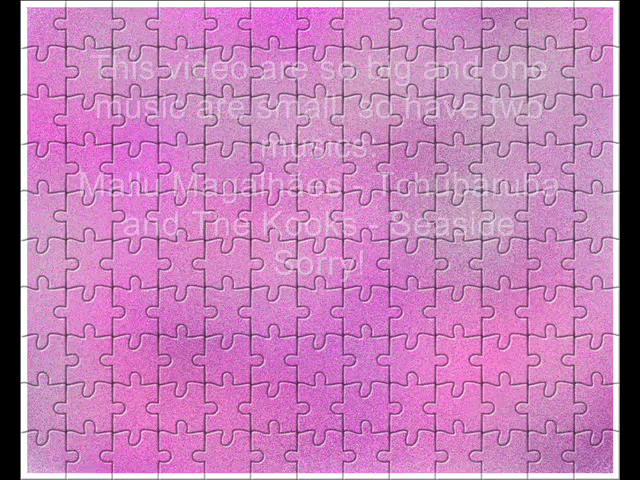 This video are so big and one
music are small, so have two
musics.
Mallu Magalhães - Tchubaruba
and The Kooks - Seaside
Sorry!